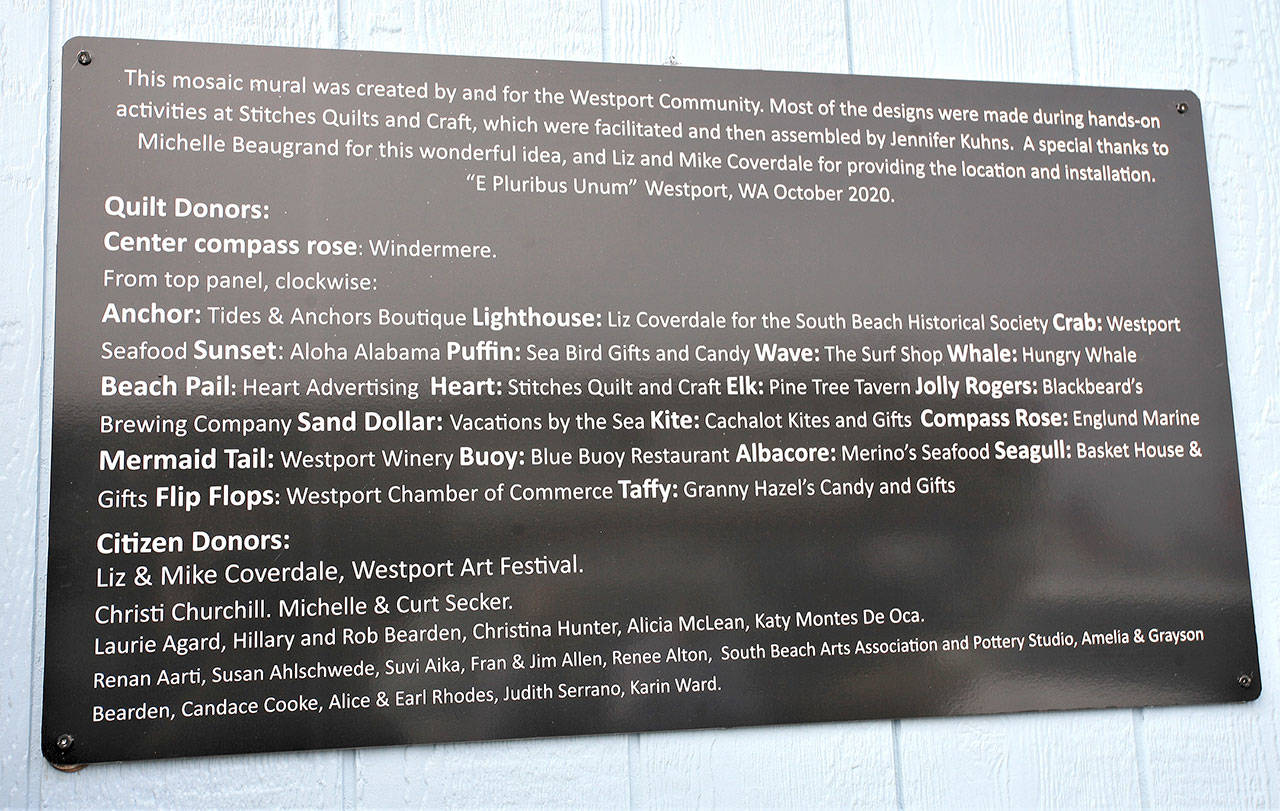 This mosaic mural was created by and for the Westport Community. Most of the designs were made during hands-on
activities at Stitches Quilts and Craft, which were facilitated and then assembled by Jennifer Kuhns. A special thanks to
Michelle Beaugrand for this wonderful idea, and Liz and Mike Coverdale for providing the location and installation.
“E Pluribus Unum” Westport, WA October 2020.
Quilt Donors:
Center compass rose: Windermere.
From top panel, clockwise:
Anchor: Tides & Anchors Boutique Lighthouse: Liz Coverdale for the South Beach Historical Society Crab: Westport
Seafood Sunset: Aloha Alabama Puffin: Sea Bird Gifts and Candy Wave: The Surf Shop Whale: Hungry Whale
Beach Pail: Heart Advertising Heart: Stitches Quilt and Craft Elk: Pine Tree Tavern Jolly Rogers: Blackbeard’s
Brewing Company Sand Dollar: Vacations by the Sea Kite: Cachalot Kites and Gifts Compass Rose: Englund Marine
Mermaid Tail: Westport Winery Buoy: Blue Buoy Restaurant Albacore: Merino’s Seafood Seagull: Basket House &
Gifts Flip Flops: Westport Chamber of Commerce Taffy: Granny Hazel’s Candy and Gifts
Citizen Donors:
Liz & Mike Coverdale, Westport Art Festival.
Christi Churchill. Michelle & Curt Secker.
Laurie Agard, Hillary and Rob Bearden, Christina Hunter, Alicia McLean, Katy Montes De Oca.
Renan Aarti, Susan Ahlschwede, Suvi Aika, Fran & Jim Allen, Renee Alton, South Beach Arts Association and Pottery Studio, Amelia & Grayson
Bearden, Candace Cooke, Alice & Earl Rhodes, Judith Serrano, Karin Ward.